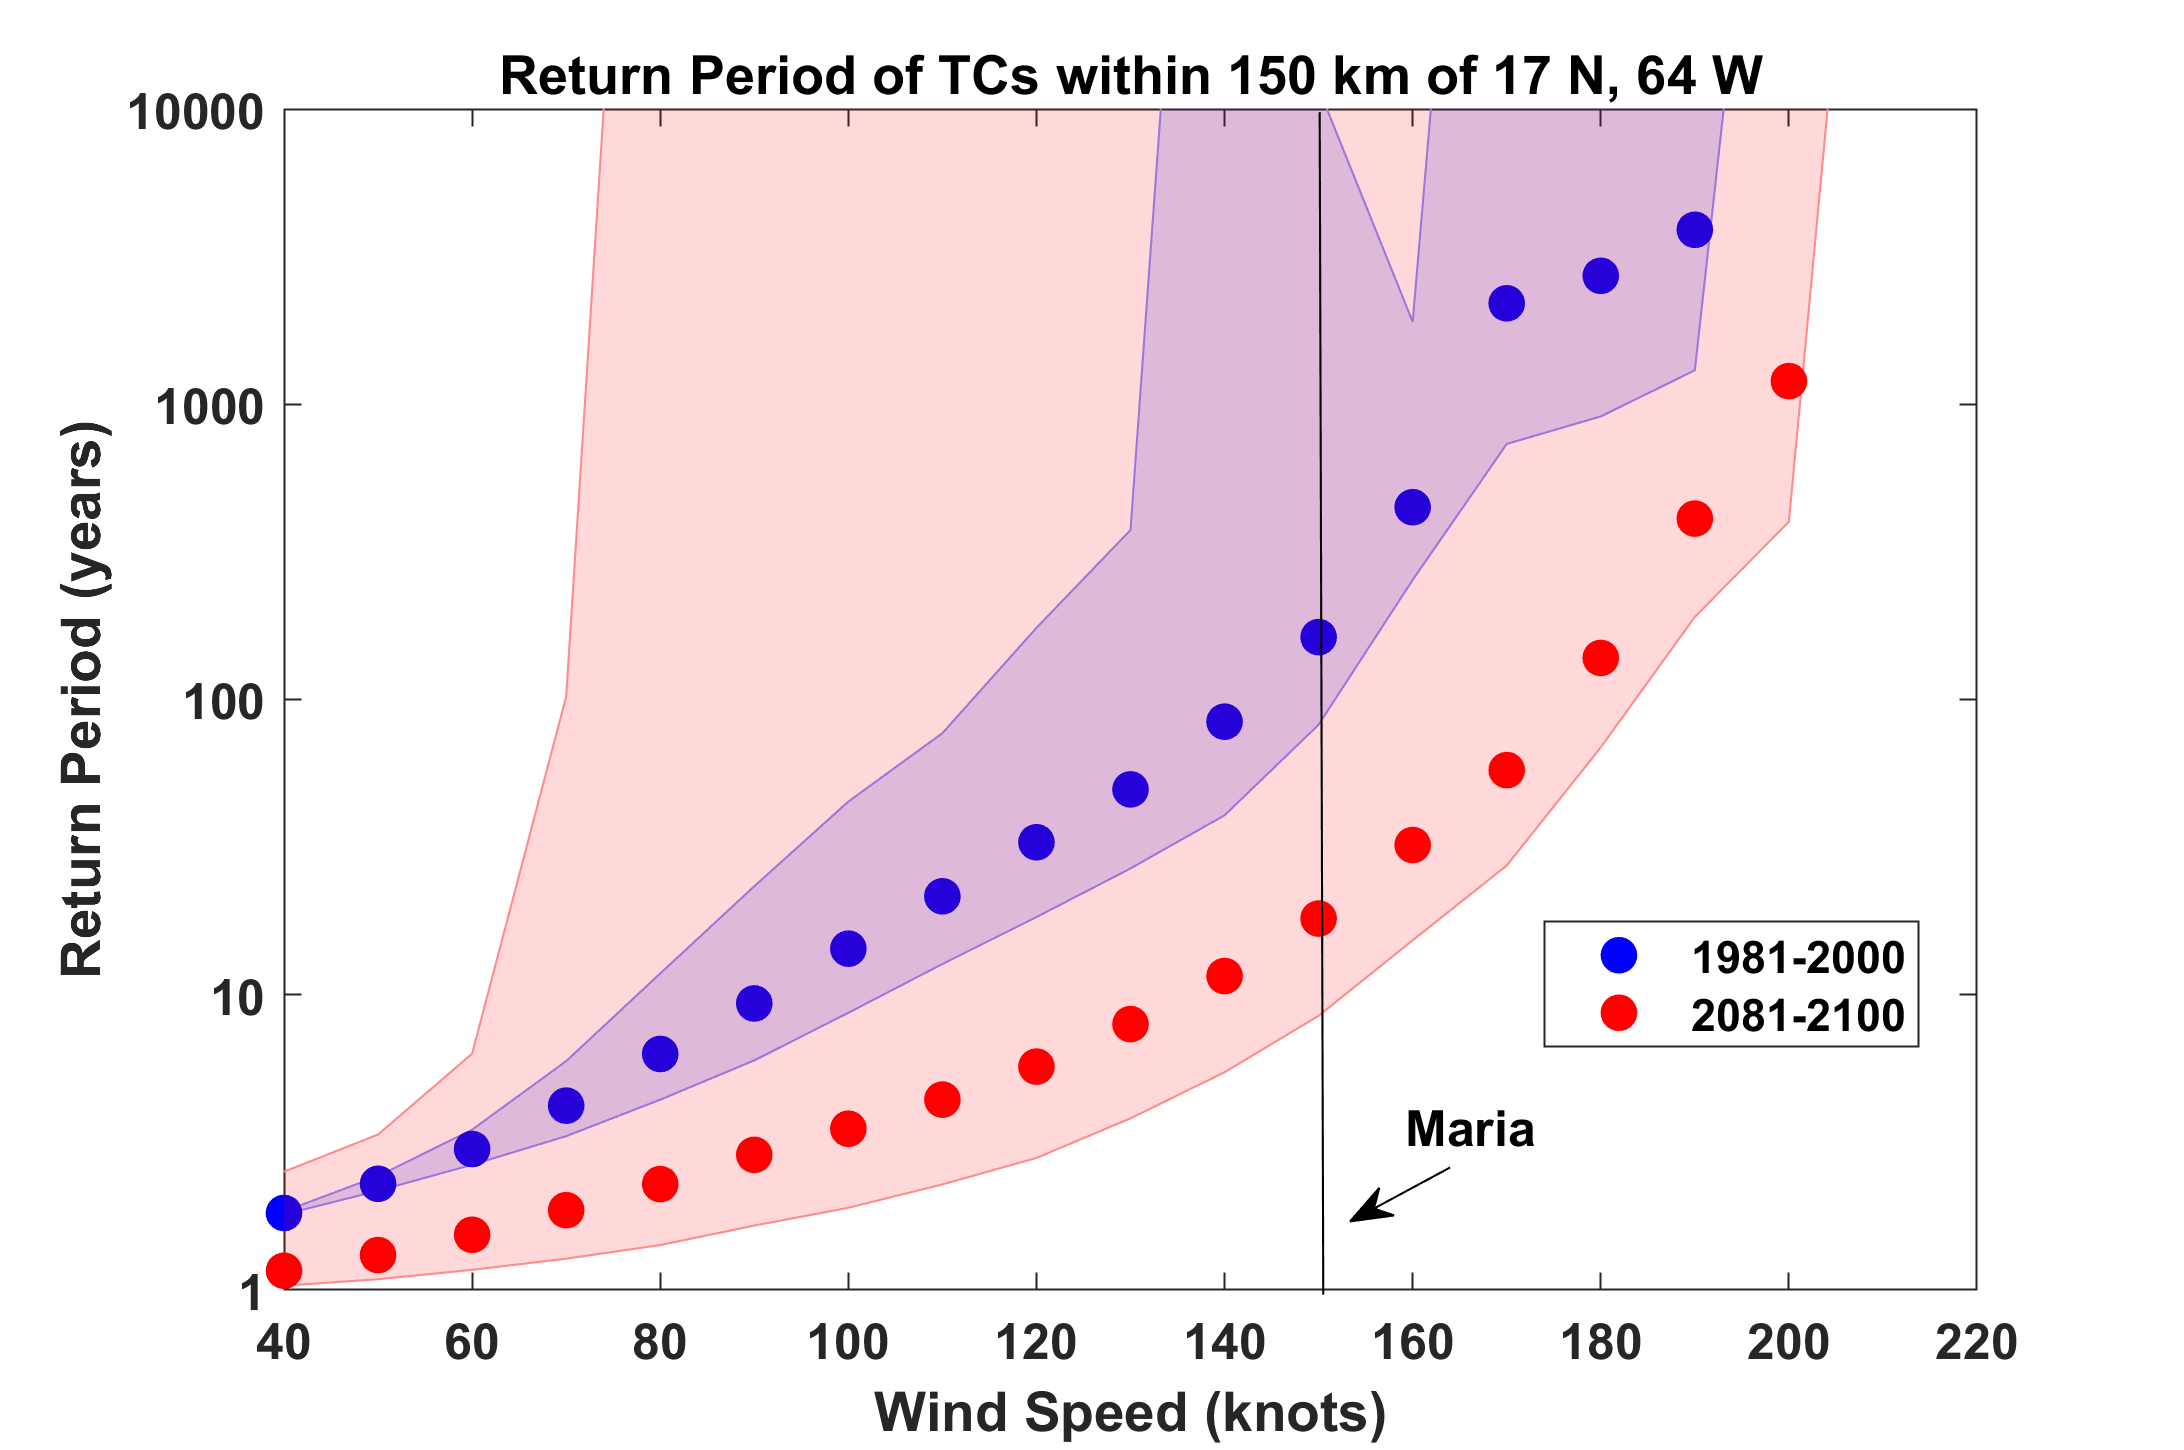 Return Period of TCs within 150 km of 17 N, 64 W
10000
1000
100
10
1
Return Period (years)
1981-2000
2081-2100
Maria
40 60 80 100 120 140 160 180 200 220
Wind Speed (knots)